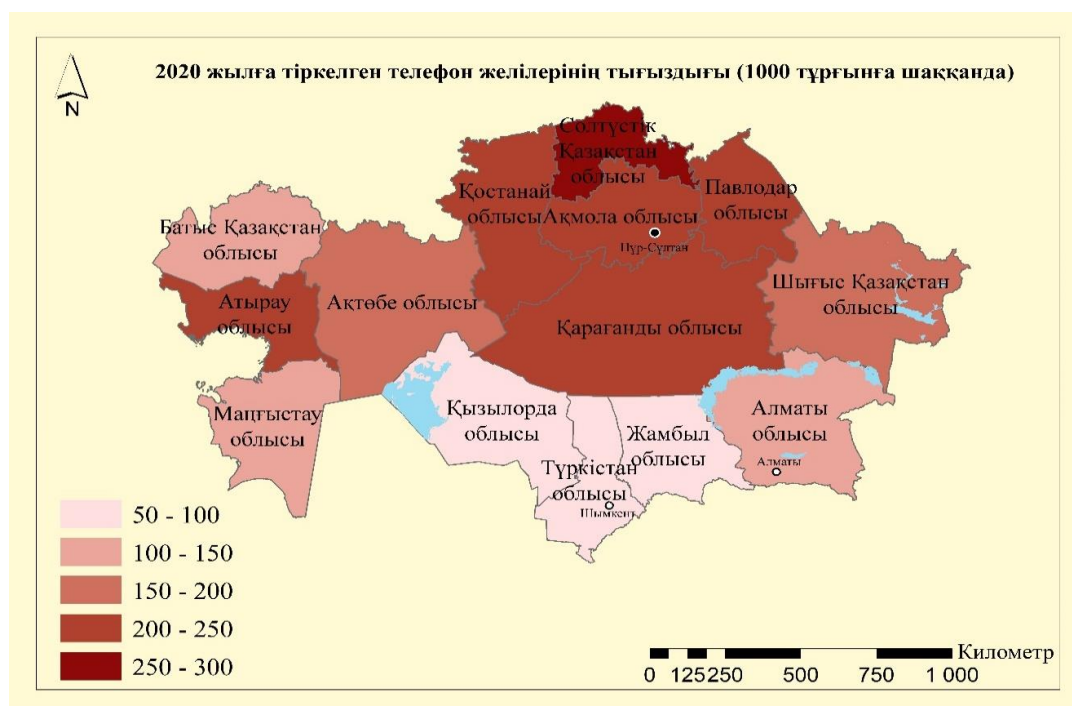 2020 жылға тіркелген телефон желілерінің тығыздығы (1000 тұрғынға шаққанда)
N
Солтүстік
Қазақстан
облысы
Қостанай
облысы
Ақмола облысы
Нұр-Сұлтан
Павлодар
облысы
Батыс Қазақстан
облысы
Атырау
облысы
Ақтөбе облысы
Қарағанды облысы
Шығыс Қазақстан
облысы
Маңғыстау
облысы
Қызылорда
облысы
Түркістан
облысы
Шымкент
Жамбыл
облысы
Алматы
облысы
Алматы
50 - 100
100 - 150
150 - 200
200 - 250
250 - 300
Километр
0 125 250 500 750 1 000